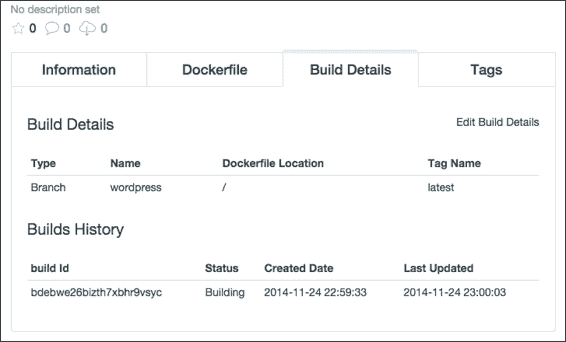 No description set
0 0 0
Information Dockerfile Build Details Tags
Build Details Edit Build Details
Type Name Dockerfile Location Tag Name
Branch wordpress / latest
Builds History
build Id Status Created Date Last Updated
bdebwe26bizth7xbhr9vsyc Building 2014-11-24 22:59:33 2014-11-24 23:00:03